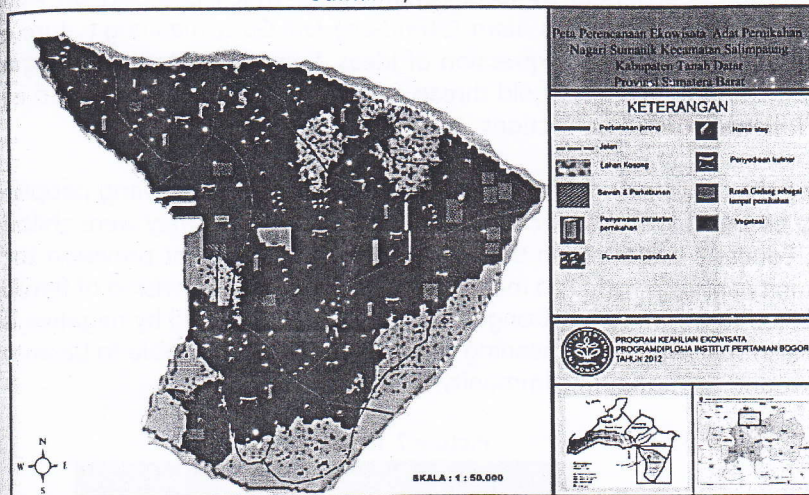 Peta Perencanaan Ekowisata Adat Pernikahan
Nagari Sumanik Kecamatan Salimpaung
Kabupaten Tanah Datar
Provinsi Sumatera Barat
KETERANGAN
Perbatasan jorong
Jalan
Lahan Kosong
Sawah & Perkebunan
Penyewaan peralatan
pernikahan
Pemukiman penduduk
Home stay
Penyediaan kuliner
Rumah Gadang sebagai
tempat pernikahan
Vegetasi
PROGRAM KEAHLIAN EKOWISATA
PROGRAM DIPLOMA INSTITUT PERTANIAN BOGOR
TAHUN 2012
N
W
E
S
SKALA : 1 : 50.000